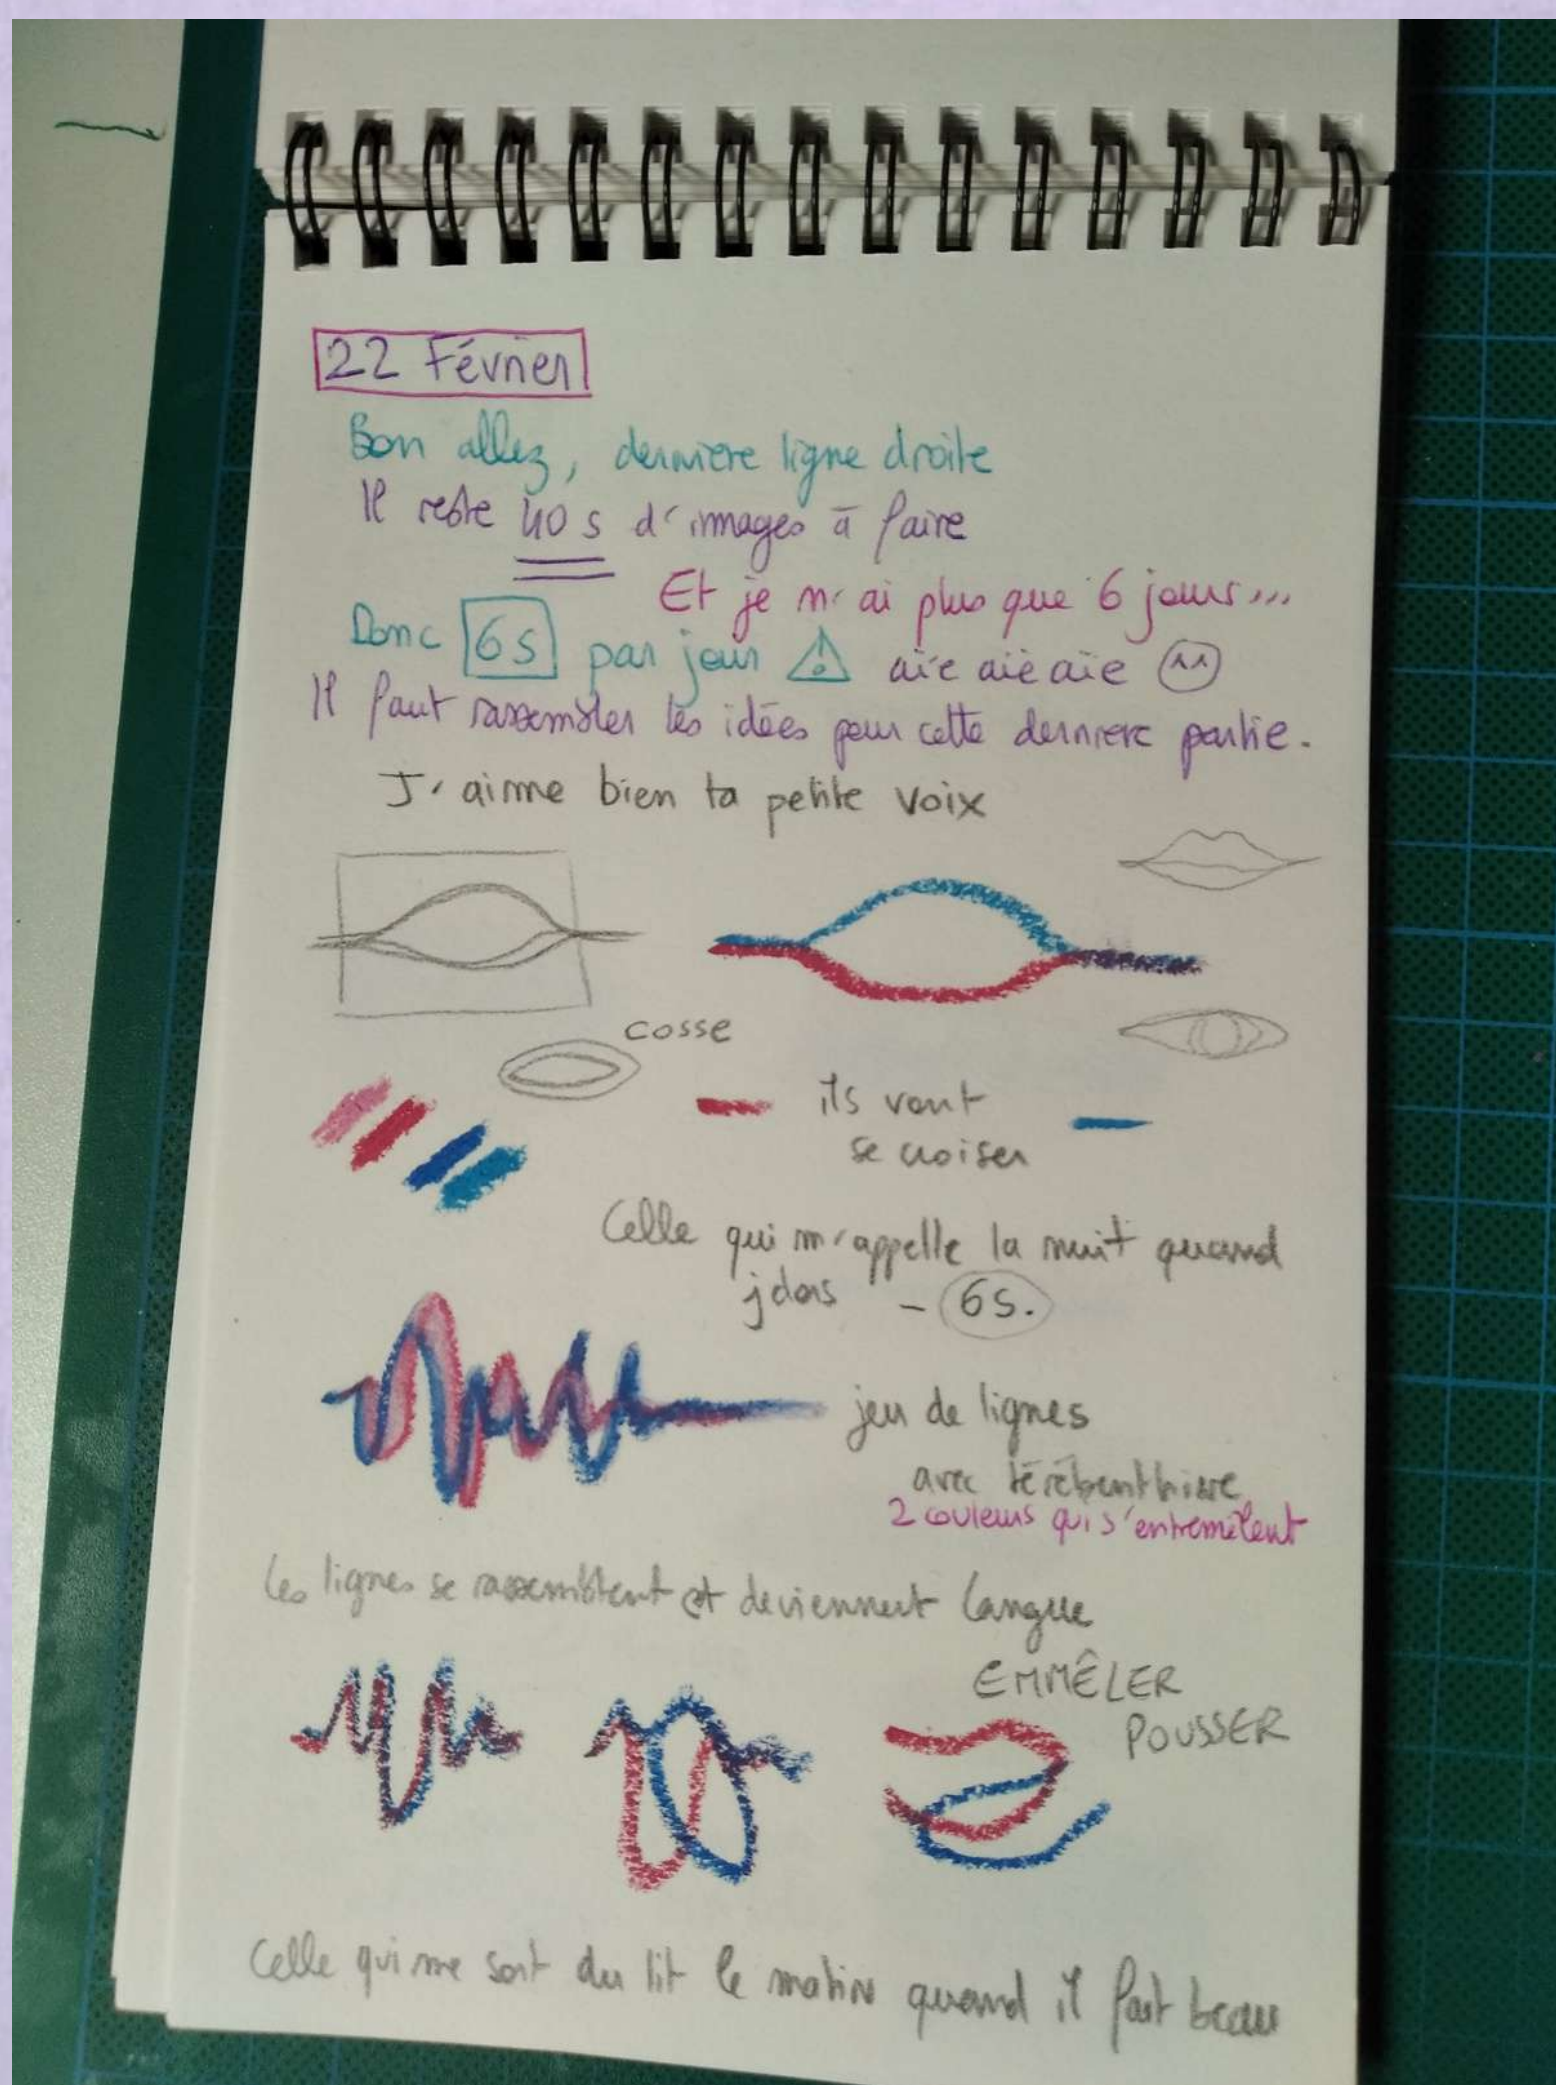 22 Février
Bon allez, dernière ligne droite
Il reste 40 s d'images à faire
Et je n'ai plus que 6 jours...
Donc 6s par jour ! aïe aïe aïe ^^
Il faut rassembler les idées pour cette dernière partie.
J'aime bien ta petite voix
cosse
ils vont
se croiser
Celle qui m'appelle la nuit quand
j'dors - 6s.
jeu de lignes
avec térébenthine
2 couleurs qui s'entremêlent
Les lignes se rassemblent et deviennent langue
EMMÊLER
POUSSER
Celle qui me sort du lit le matin quand il fait beau